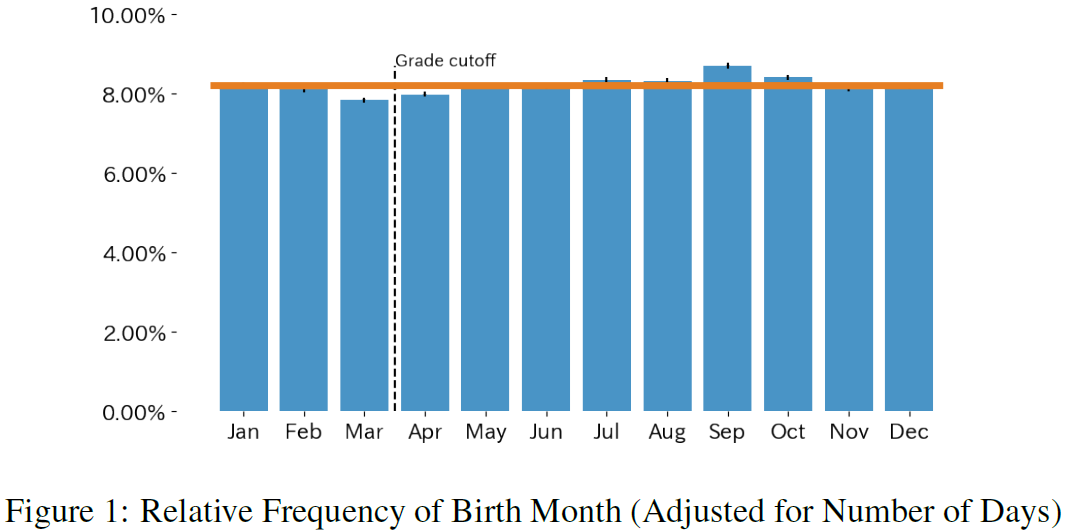 10.00%
Grade cutoff
8.00%
6.00%
4.00%
2.00%
0.00%
Jan Feb Mar Apr May Jun Jul Aug Sep Oct Nov Dec
Figure 1: Relative Frequency of Birth Month (Adjusted for Number of Days)